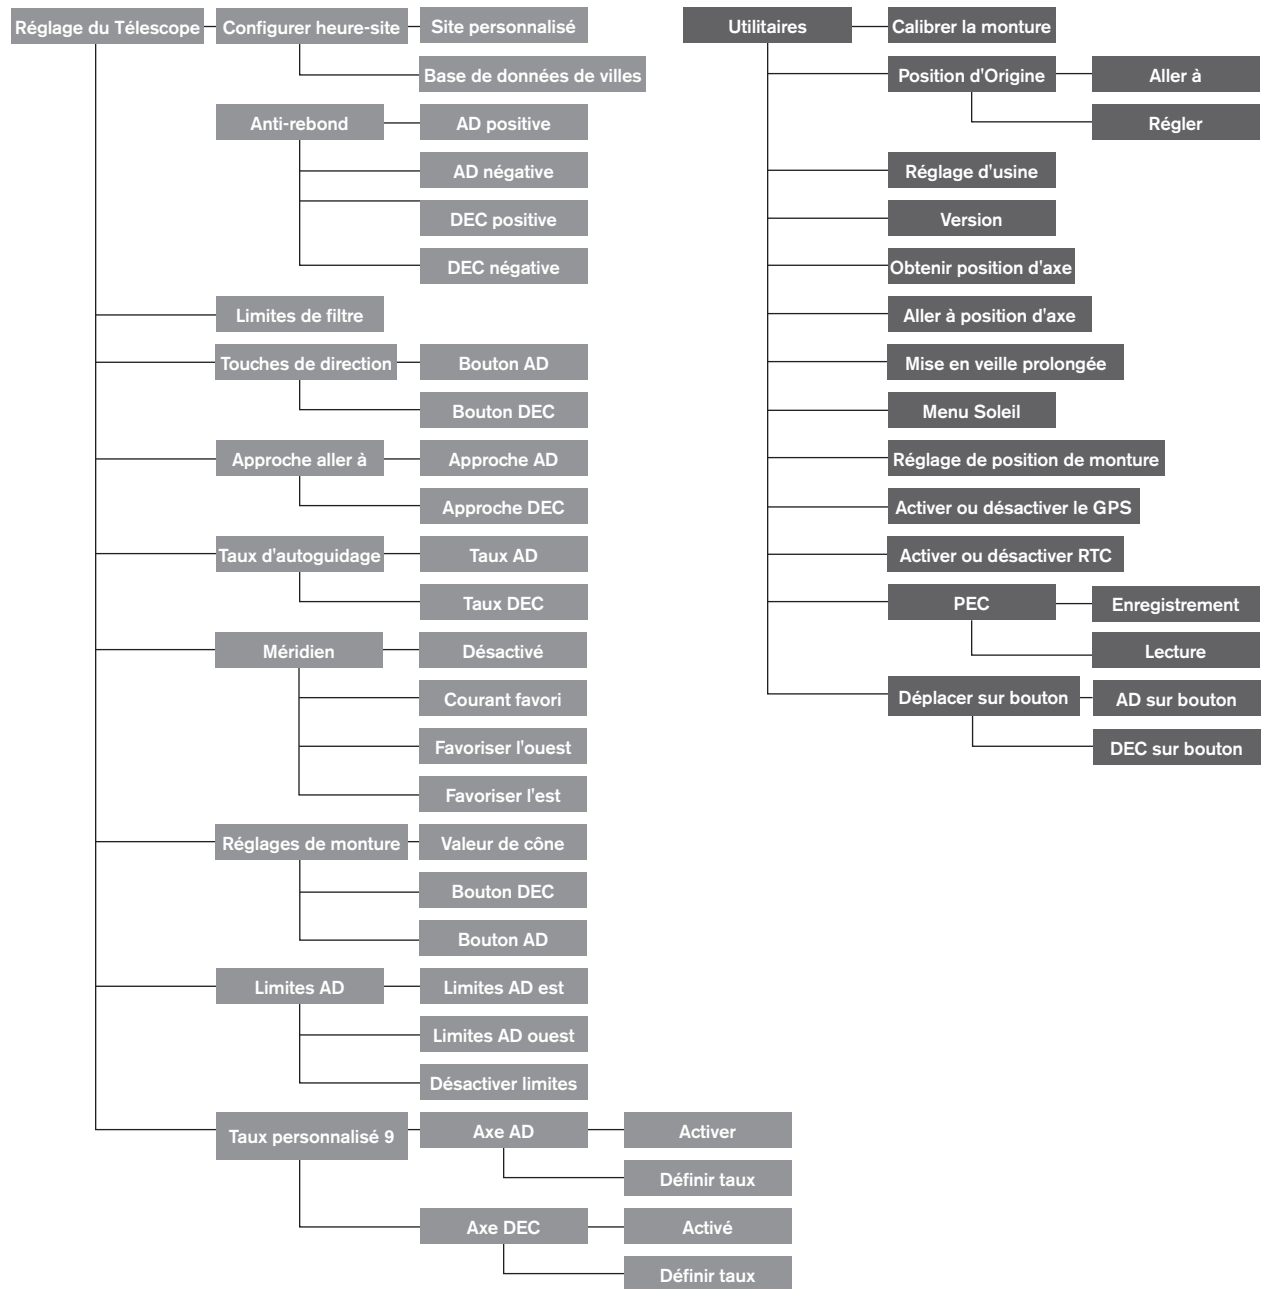 Réglage du Télescope
Configurer heure-site
Site personnalisé
Base de données de villes
Anti-rebond
AD positive
AD négative
DEC positive
DEC négative
Limites de filtre
Touches de direction
Bouton AD
Bouton DEC
Approche aller à
Approche AD
Approche DEC
Taux d'autoguidage
Taux AD
Taux DEC
Méridien
Désactivé
Courant favori
Favoriser l'ouest
Favoriser l'est
Réglages de monture
Valeur de cône
Bouton DEC
Bouton AD
Limites AD
Limites AD est
Limites AD ouest
Désactiver limites
Taux personnalisé 9
Axe AD
Activer
Définir taux
Axe DEC
Activé
Définir taux
Utilitaires
Calibrer la monture
Position d'Origine
Aller à
Régler
Réglage d'usine
Version
Obtenir position d'axe
Aller à position d'axe
Mise en veille prolongée
Menu Soleil
Réglage de position de monture
Activer ou désactiver le GPS
Activer ou désactiver RTC
PEC
Enregistrement
Lecture
Déplacer sur bouton
AD sur bouton
DEC sur bouton